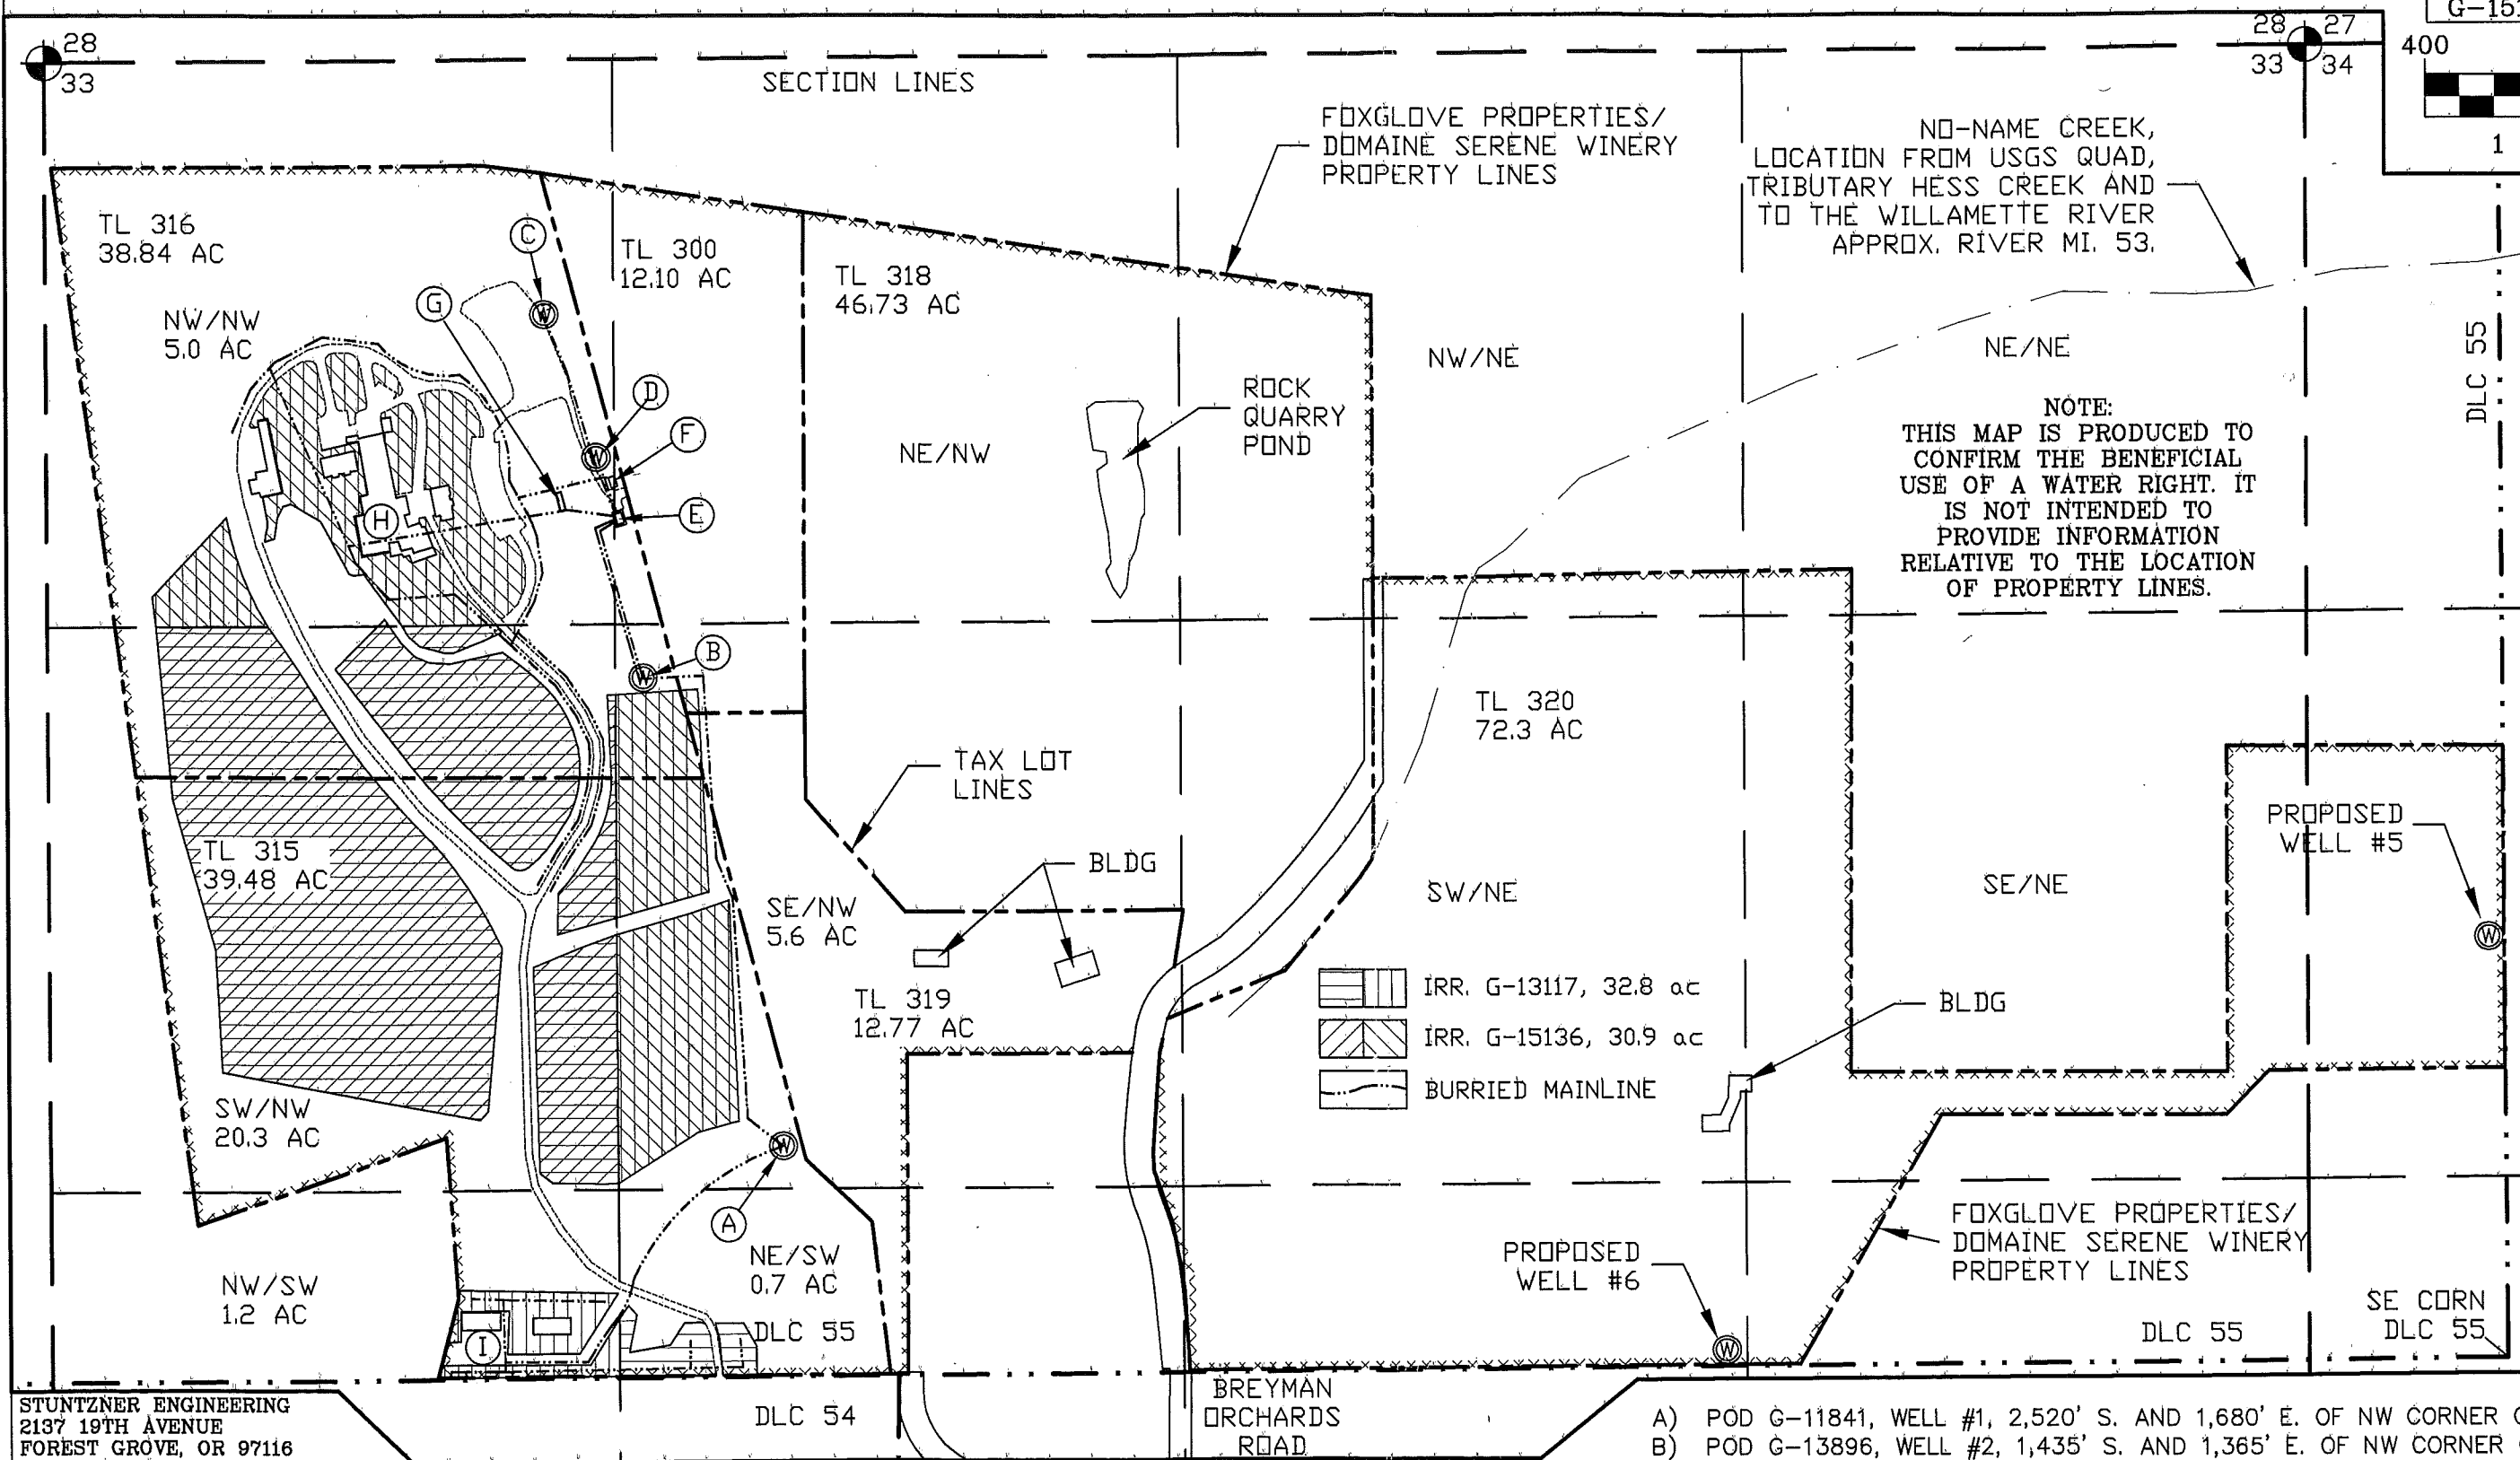 G-151
28
33
28 27
33 34
400
1
SECTION LINES
FOXGLOVE PROPERTIES/
DOMAINE SERENE WINERY
PROPERTY LINES
NO-NAME CREEK,
LOCATION FROM USGS QUAD,
TRIBUTARY HESS CREEK AND
TO THE WILLAMETTE RIVER
APPROX. RIVER MI. 53.
TL 316
38.84 AC
C
TL 300
12.10 AC
TL 318
46.73 AC
G
W
NW/NW
5.0 AC
NW/NE
NE/NE
DLC 55
ROCK
QUARRY
POND
D
F
W
NE/NW
E
H
NOTE:
THIS MAP IS PRODUCED TO
CONFIRM THE BENEFICIAL
USE OF A WATER RIGHT. IT
IS NOT INTENDED TO
PROVIDE INFORMATION
RELATIVE TO THE LOCATION
OF PROPERTY LINES.
B
W
TL 320
72.3 AC
TAX LOT
LINES
PROPOSED
WELL #5
W
TL 315
39.48 AC
BLDG
SE/NW
5.6 AC
SW/NE
SE/NE
TL 319
12.77 AC
IRR. G-13117, 32.8 ac
IRR. G-15136, 30.9 ac
BURRIED MAINLINE
BLDG
SW/NW
20.3 AC
W
A
NE/SW
0.7 AC
NW/SW
1.2 AC
PROPOSED
WELL #6
W
FOXGLOVE PROPERTIES/
DOMAINE SERENE WINERY
PROPERTY LINES
I
DLC 55
DLC 55
SE CORN
DLC 55
STUNTZNER ENGINEERING
2137 19TH AVENUE
FOREST GROVE, OR 97116
DLC 54
BREYMAN
ORCHARDS
ROAD
A) POD G-11841, WELL #1, 2,520' S. AND 1,680' E. OF NW CORNER
B) POD G-13896, WELL #2, 1,435' S. AND 1,365' E. OF NW CORNER